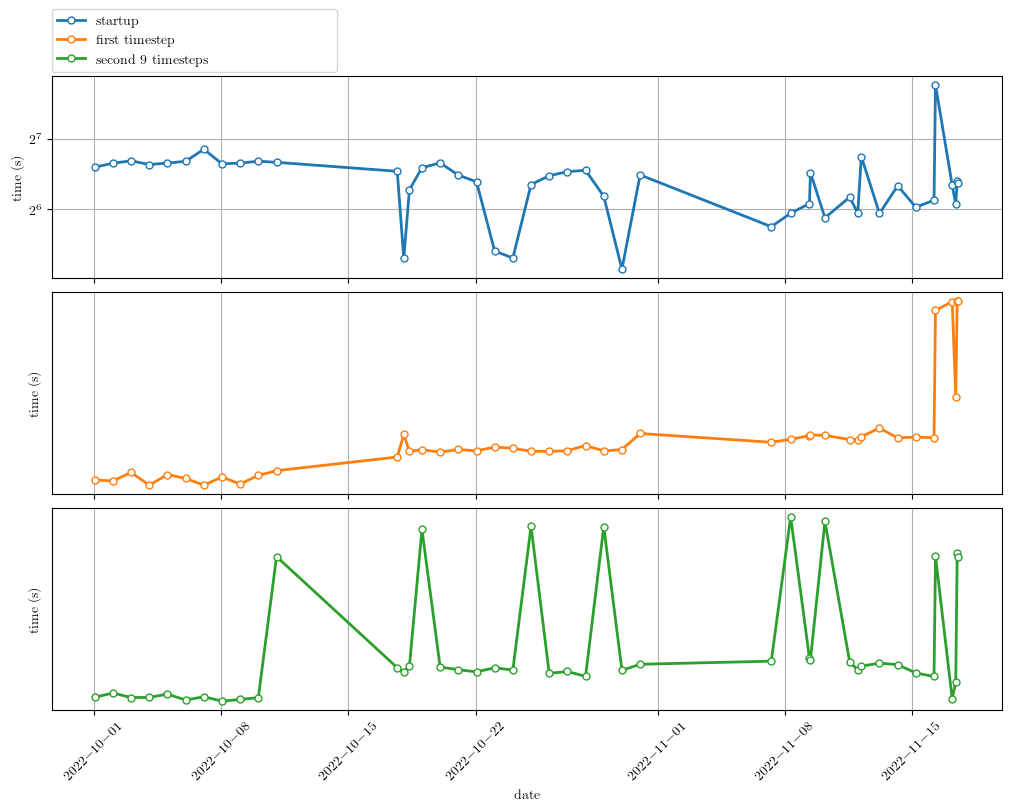 startup
first timestep
second 9 timesteps
time (s)
2^7
2^6
time (s)
time (s)
2022−10−01
2022−10−08
2022−10−15
2022−10−22
2022−11−01
2022−11−08
2022−11−15
date